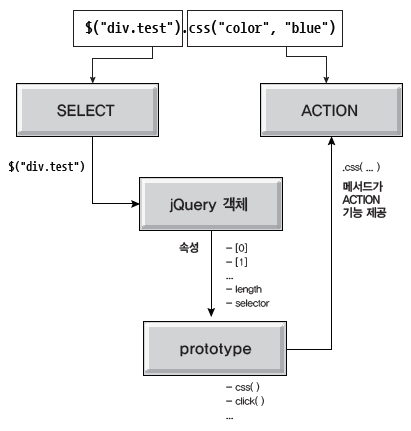 $("div.test").css("color", "blue")
SELECT
ACTION
$("div.test")
.css( ... )
메서드가
ACTION
기능 제공
jQuery 객체
속성
– [0]
– [1]
...
– length
– selector
prototype
– css( )
– click( )
...